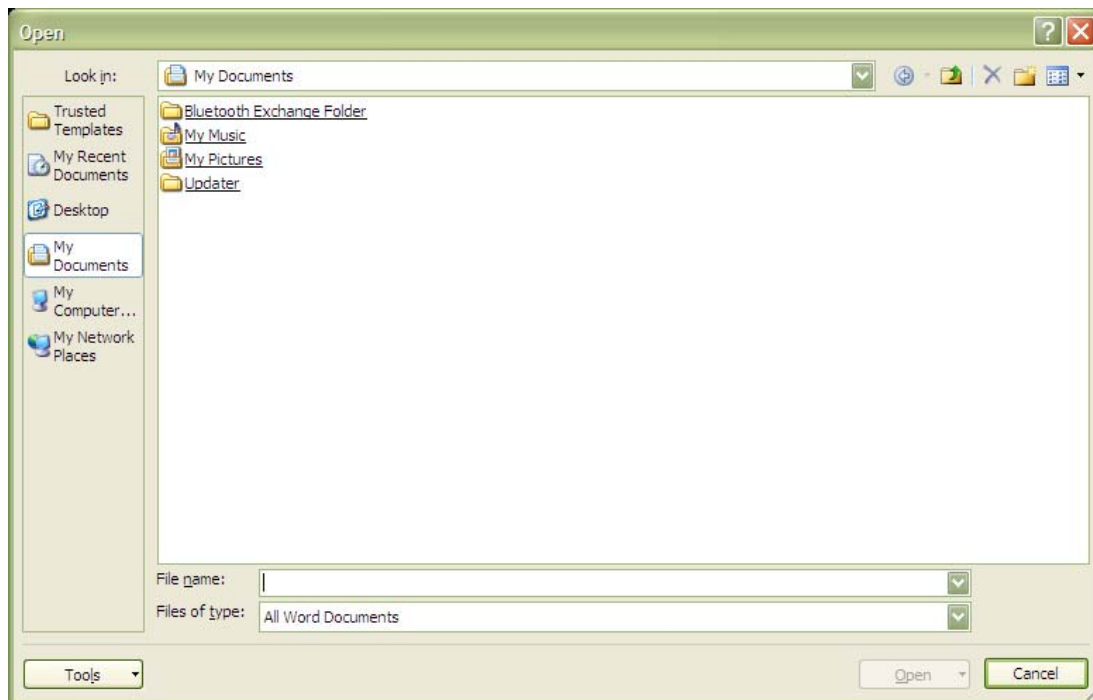 Open
Look in:
My Documents
Trusted
Templates
My Recent
Documents
Desktop
My
Documents
My
Computer...
My Network
Places
Bluetooth Exchange Folder
My Music
My Pictures
Updater
File name:
Files of type:
All Word Documents
Tools
Open
Cancel